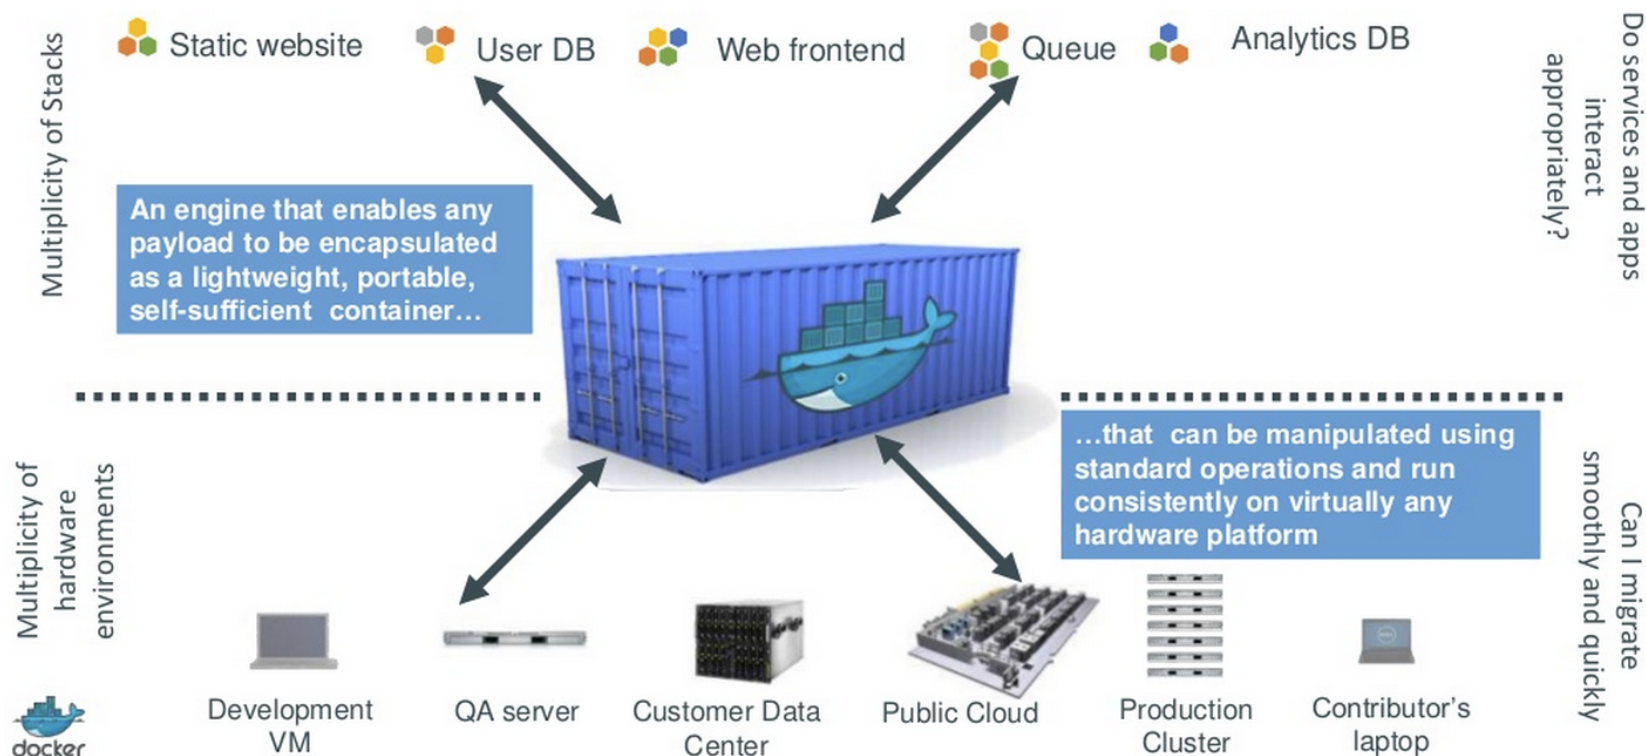 Static website
User DB
Web frontend
Queue
Analytics DB
Multiplicity of Stacks
Do services and apps
interact
appropriately?
An engine that enables any
payload to be encapsulated
as a lightweight, portable,
self-sufficient container…
…that can be manipulated using
standard operations and run
consistently on virtually any
hardware platform
Multiplicity of
hardware
environments
Can I migrate
smoothly and quickly
Development
VM
QA server
Customer Data
Center
Public Cloud
Production
Cluster
Contributor’s
laptop
docker